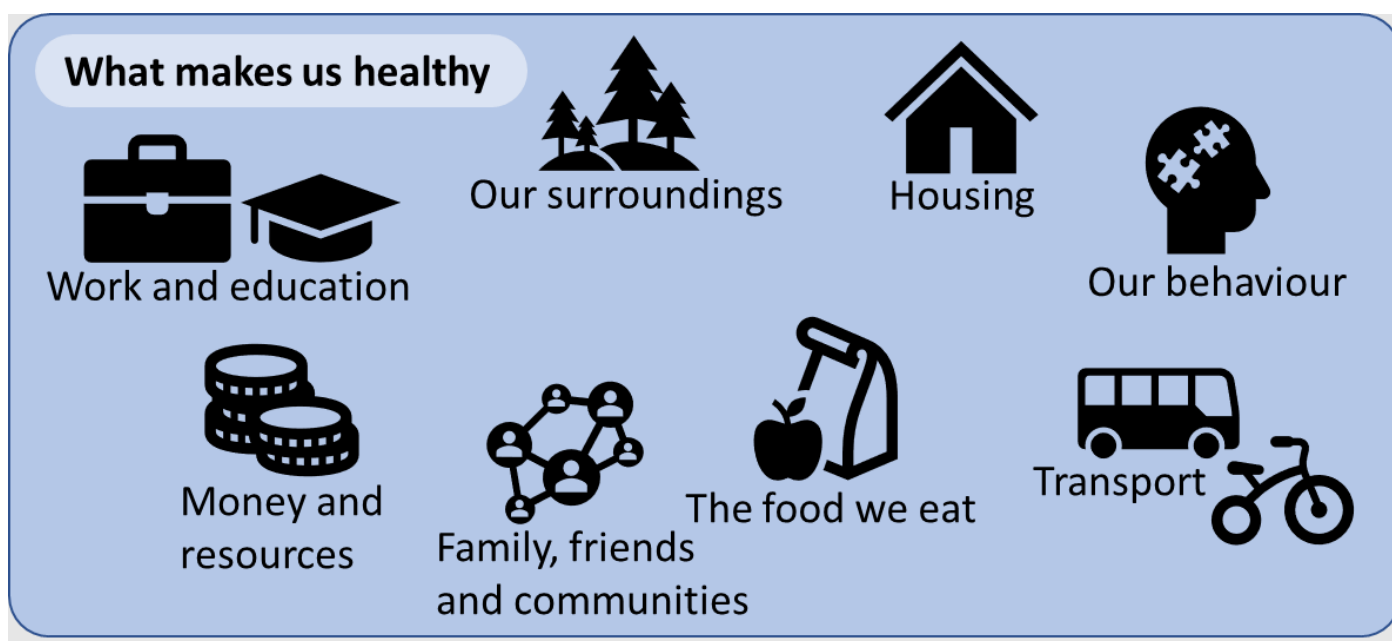 What makes us healthy
Our surroundings
Housing
Work and education
Our behaviour
Money and
resources
Family, friends
and communities
The food we eat
Transport